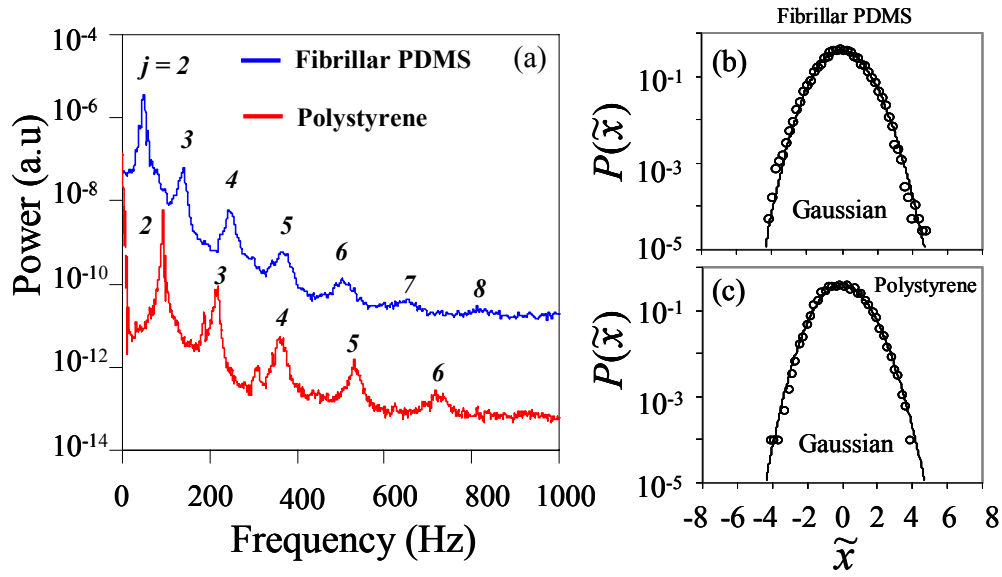 10⁻⁴
10⁻⁶
10⁻⁸
10⁻¹⁰
10⁻¹²
10⁻¹⁴
Power (a.u)
j = 2
3
4
5
6
7
8
2
3
4
5
6
Fibrillar PDMS
Polystyrene
(a)
0 200 400 600 800 1000
Frequency (Hz)
Fibrillar PDMS
(b)
10⁻¹
10⁻³
10⁻⁵
P(x̃)
Gaussian
(c)
Polystyrene
10⁻¹
10⁻³
10⁻⁵
P(x̃)
Gaussian
-8 -6 -4 -2 0 2 4 6 8
x̃